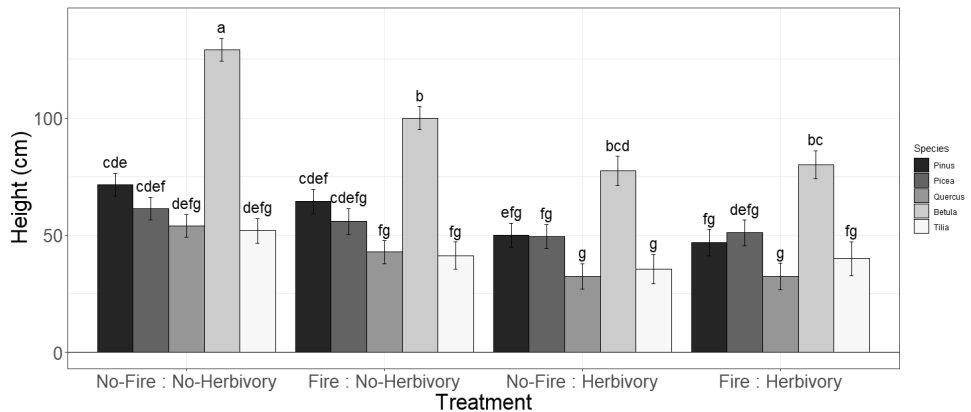 a
b
cde
cdef
defg
defg
cdef
cdefg
fg
fg
efg
fg
g
bcd
g
fg
defg
g
bc
fg
Height (cm)
100
50
0
No-Fire : No-Herbivory
Fire : No-Herbivory
No-Fire : Herbivory
Fire : Herbivory
Treatment
Species
Pinus
Picea
Quercus
Betula
Tilia